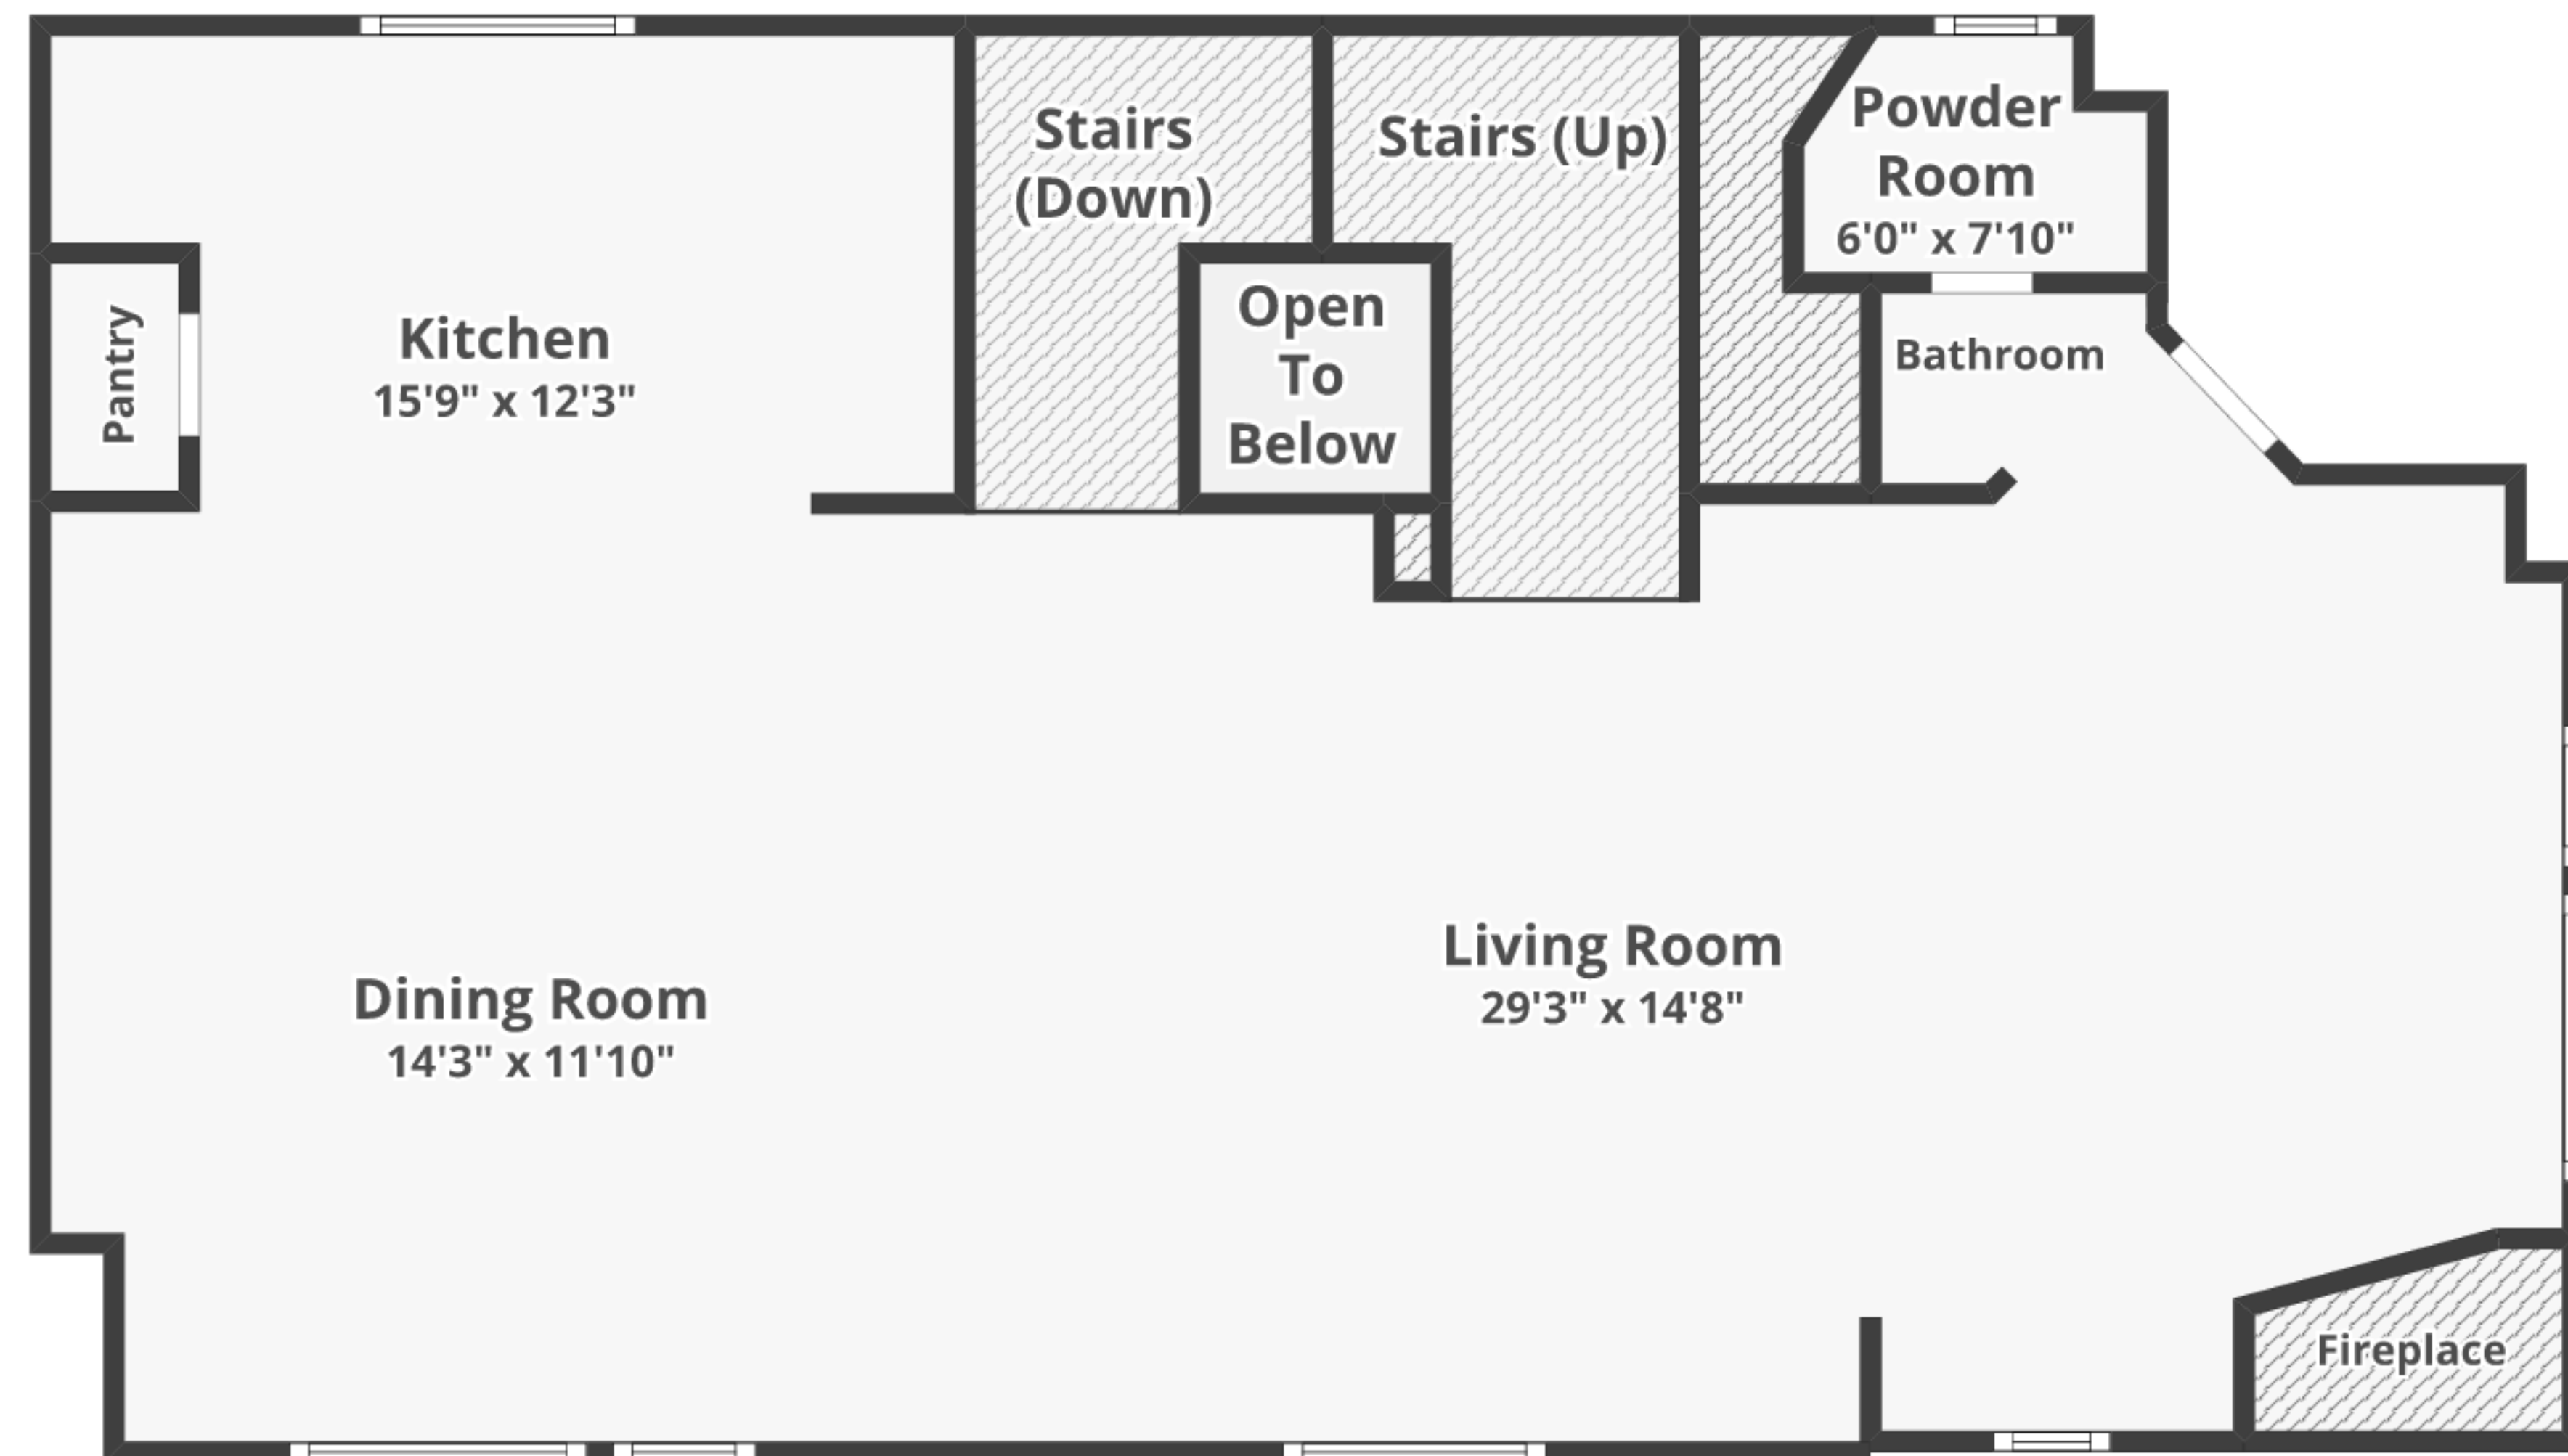 Stairs
(Down)
Stairs (Up)
Powder
Room
6'0" x 7'10"
Open
To
Below
Kitchen
15'9" x 12'3"
Pantry
Bathroom
Living Room
29'3" x 14'8"
Dining Room
14'3" x 11'10"
Fireplace